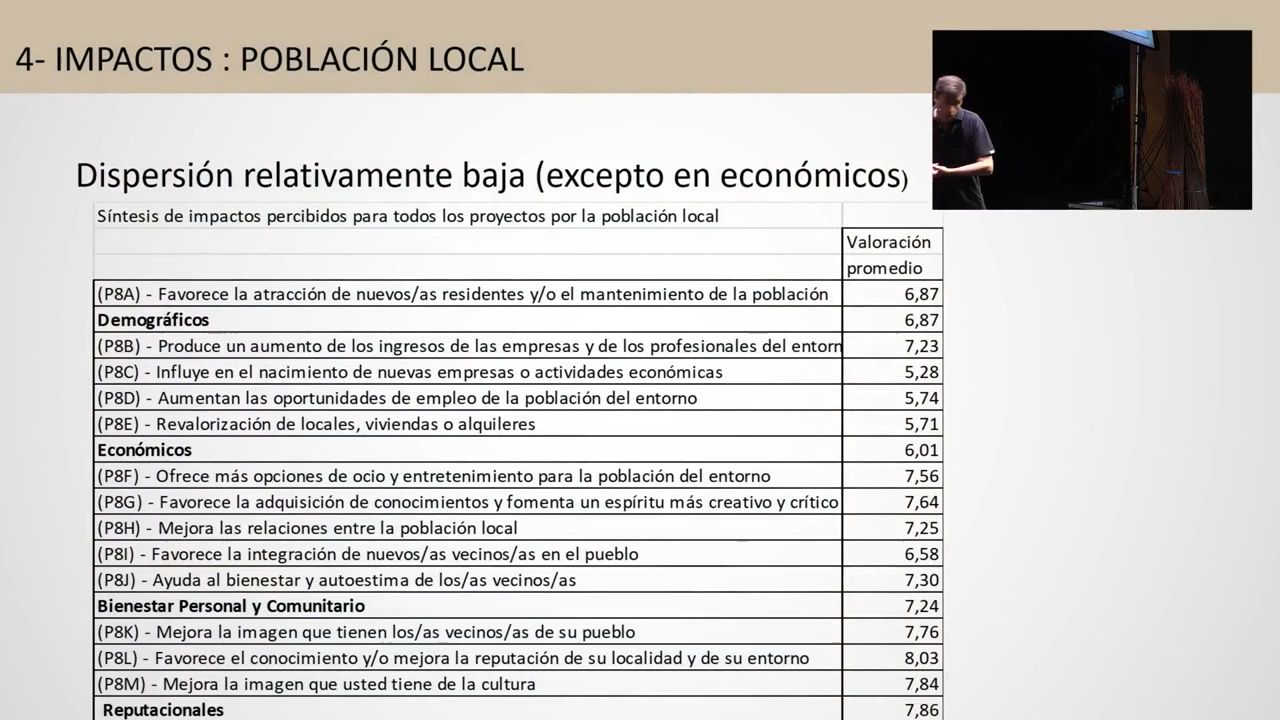 4- IMPACTOS : POBLACIÓN LOCAL
Dispersión relativamente baja (excepto en económicos)
Síntesis de impactos percibidos para todos los proyectos por la población local
Valoración
promedio
(P8A) - Favorece la atracción de nuevos/as residentes y/o el mantenimiento de la población 6,87
Demográficos 6,87
(P8B) - Produce un aumento de los ingresos de las empresas y de los profesionales del entorn 7,23
(P8C) - Influye en el nacimiento de nuevas empresas o actividades económicas 5,28
(P8D) - Aumentan las oportunidades de empleo de la población del entorno 5,74
(P8E) - Revalorización de locales, viviendas o alquileres 5,71
Económicos 6,01
(P8F) - Ofrece más opciones de ocio y entretenimiento para la población del entorno 7,56
(P8G) - Favorece la adquisición de conocimientos y fomenta un espíritu más creativo y crítico 7,64
(P8H) - Mejora las relaciones entre la población local 7,25
(P8I) - Favorece la integración de nuevos/as vecinos/as en el pueblo 6,58
(P8J) - Ayuda al bienestar y autoestima de los/as vecinos/as 7,30
Bienestar Personal y Comunitario 7,24
(P8K) - Mejora la imagen que tienen los/as vecinos/as de su pueblo 7,76
(P8L) - Favorece el conocimiento y/o mejora la reputación de su localidad y de su entorno 8,03
(P8M) - Mejora la imagen que usted tiene de la cultura 7,84
Reputacionales 7,86